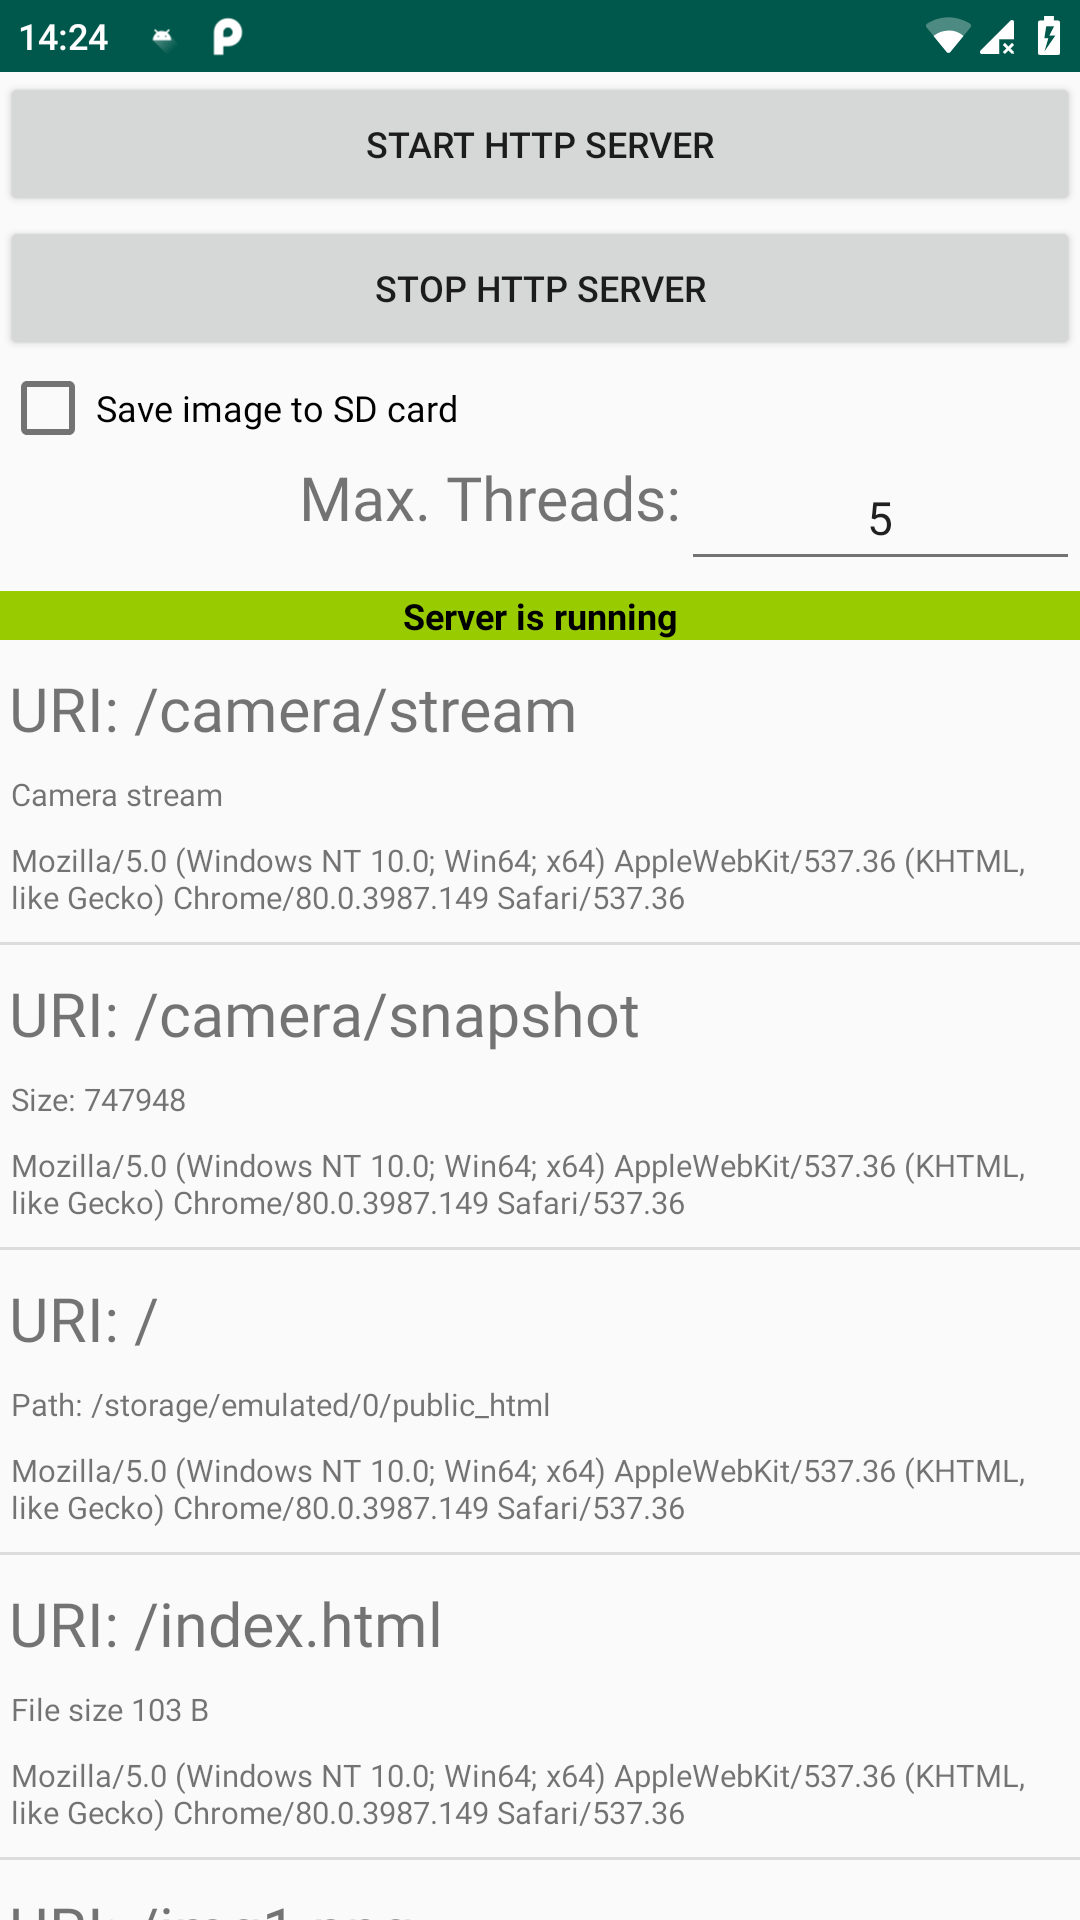 14:24
START HTTP SERVER
STOP HTTP SERVER
Save image to SD card
Max. Threads: 5
Server is running
URI: /camera/stream
Camera stream
Mozilla/5.0 (Windows NT 10.0; Win64; x64) AppleWebKit/537.36 (KHTML,
like Gecko) Chrome/80.0.3987.149 Safari/537.36
URI: /camera/snapshot
Size: 747948
Mozilla/5.0 (Windows NT 10.0; Win64; x64) AppleWebKit/537.36 (KHTML,
like Gecko) Chrome/80.0.3987.149 Safari/537.36
URI: /
Path: /storage/emulated/0/public_html
Mozilla/5.0 (Windows NT 10.0; Win64; x64) AppleWebKit/537.36 (KHTML,
like Gecko) Chrome/80.0.3987.149 Safari/537.36
URI: /index.html
File size 103 B
Mozilla/5.0 (Windows NT 10.0; Win64; x64) AppleWebKit/537.36 (KHTML,
like Gecko) Chrome/80.0.3987.149 Safari/537.36
URI: /img1.png